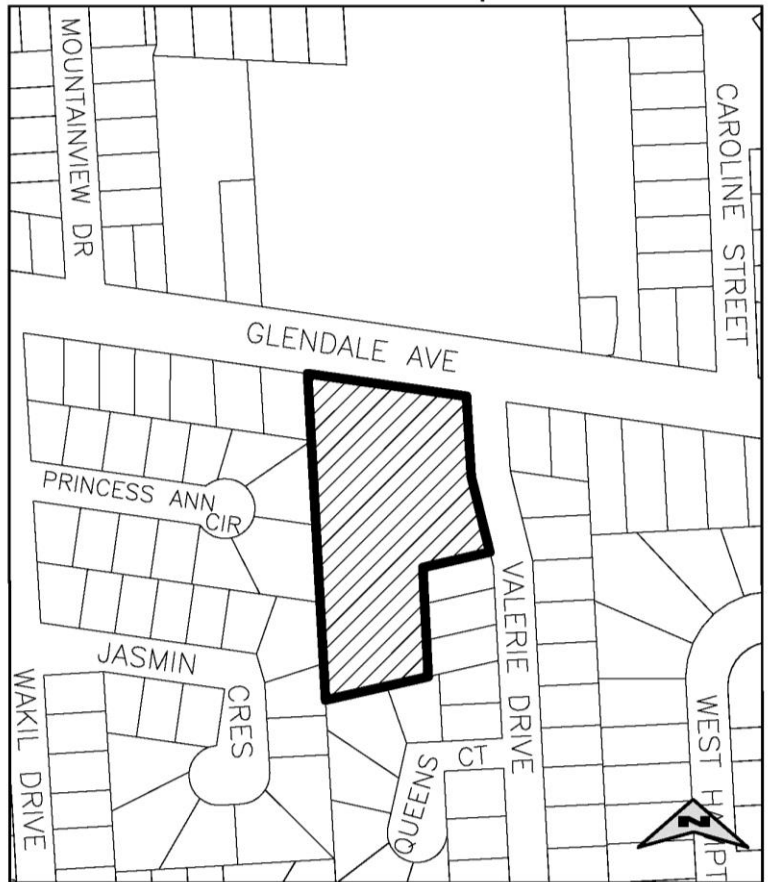 MOUNTAINVIEW DR
CAROLINE STREET
GLENDALE AVE
PRINCESS ANN
CIR
VALERIE DRIVE
JASMIN
CRES
WAKIL DRIVE
WEST
CT
QUEENS
N